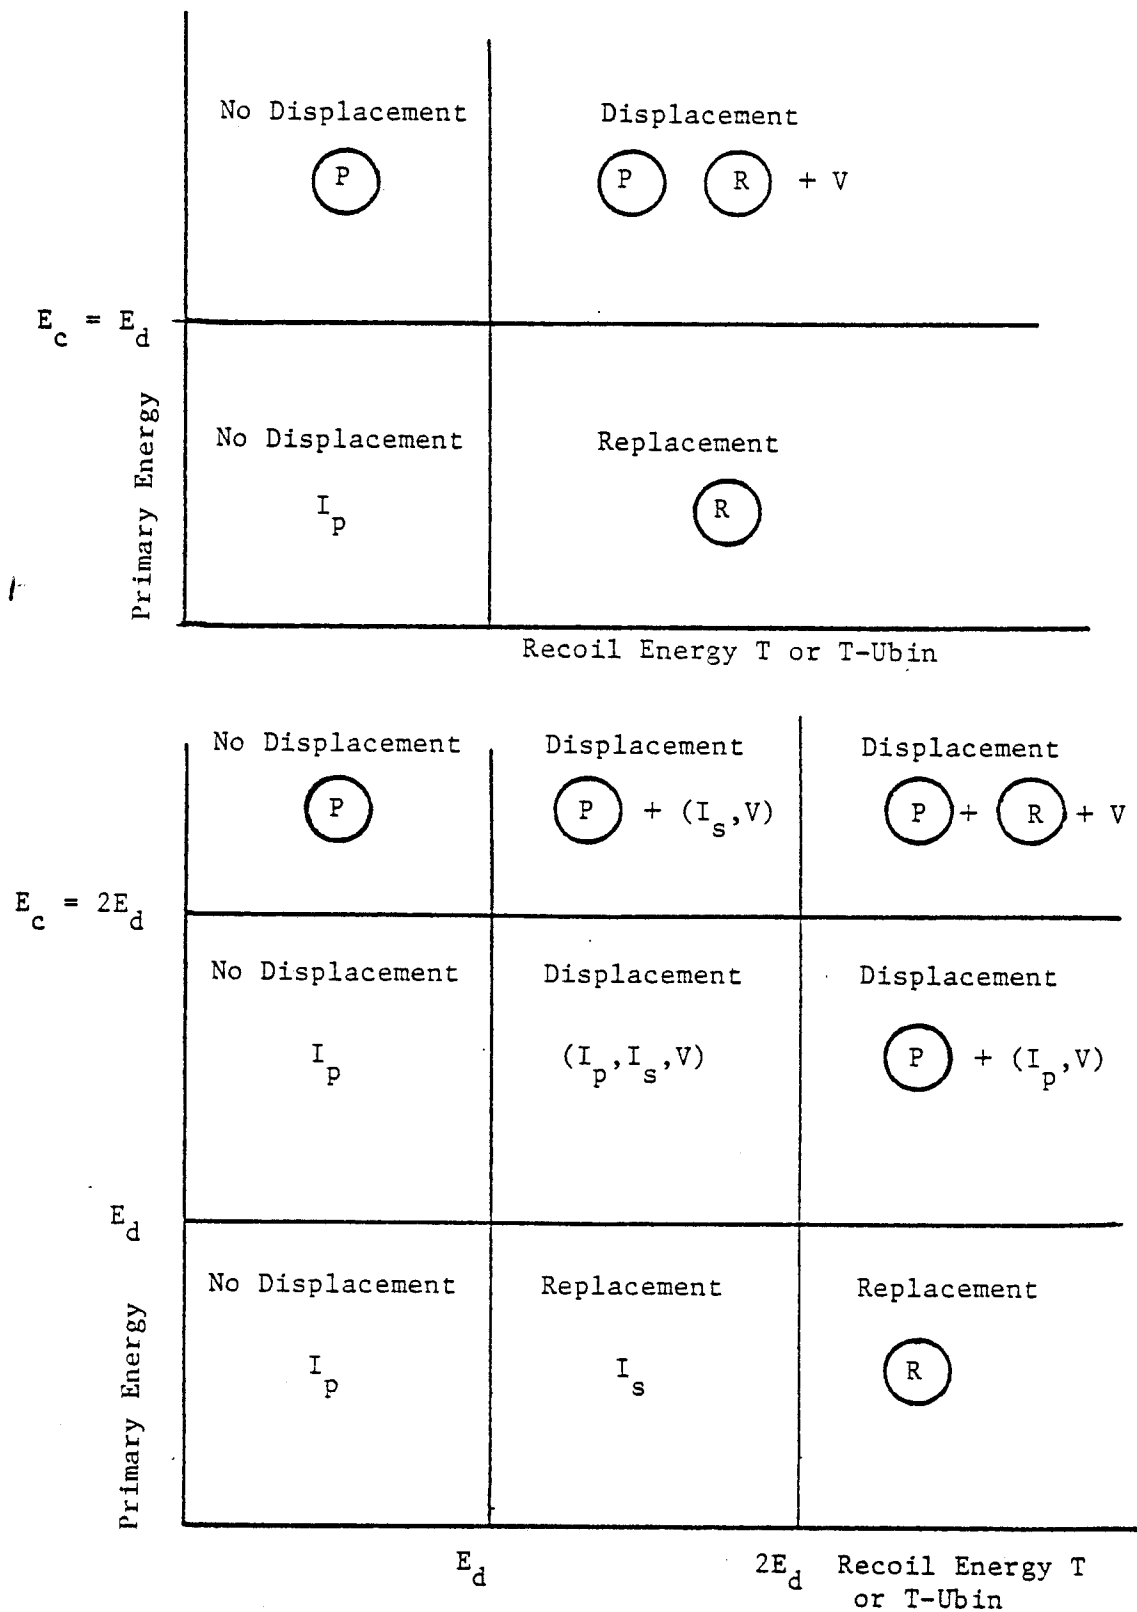 No Displacement
Displacement
P
P R + V
E_c = E_d
Primary Energy
No Displacement
Replacement
I_p
R
Recoil Energy T or T-Ubin
No Displacement
Displacement
Displacement
P
P + (I_s,V)
P + R + V
E_c = 2E_d
No Displacement
Displacement
Displacement
I_p
(I_p,I_s,V)
P + (I_p,V)
E_d
Primary Energy
No Displacement
Replacement
Replacement
I_p
I_s
R
E_d
2E_d
Recoil Energy T
or T-Ubin